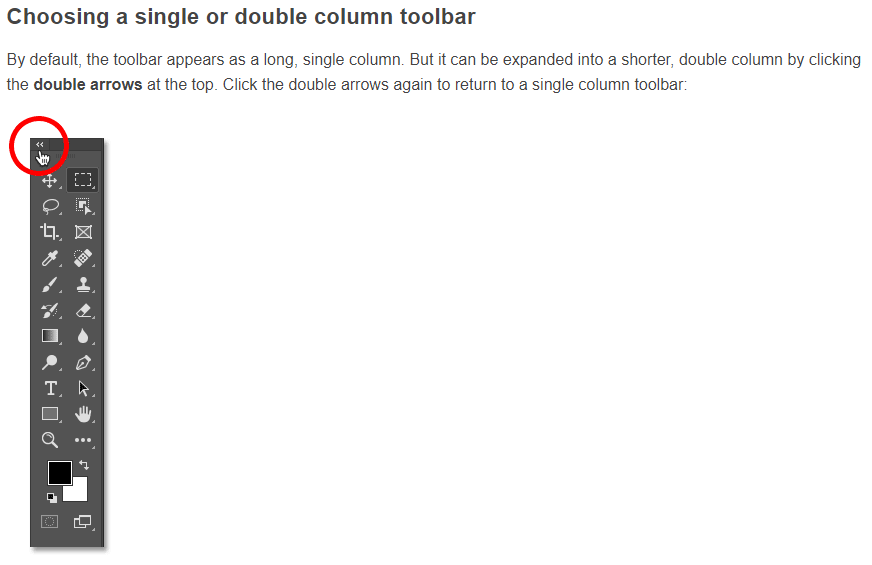 Choosing a single or double column toolbar
By default, the toolbar appears as a long, single column. But it can be expanded into a shorter, double column by clicking
the double arrows at the top. Click the double arrows again to return to a single column toolbar: